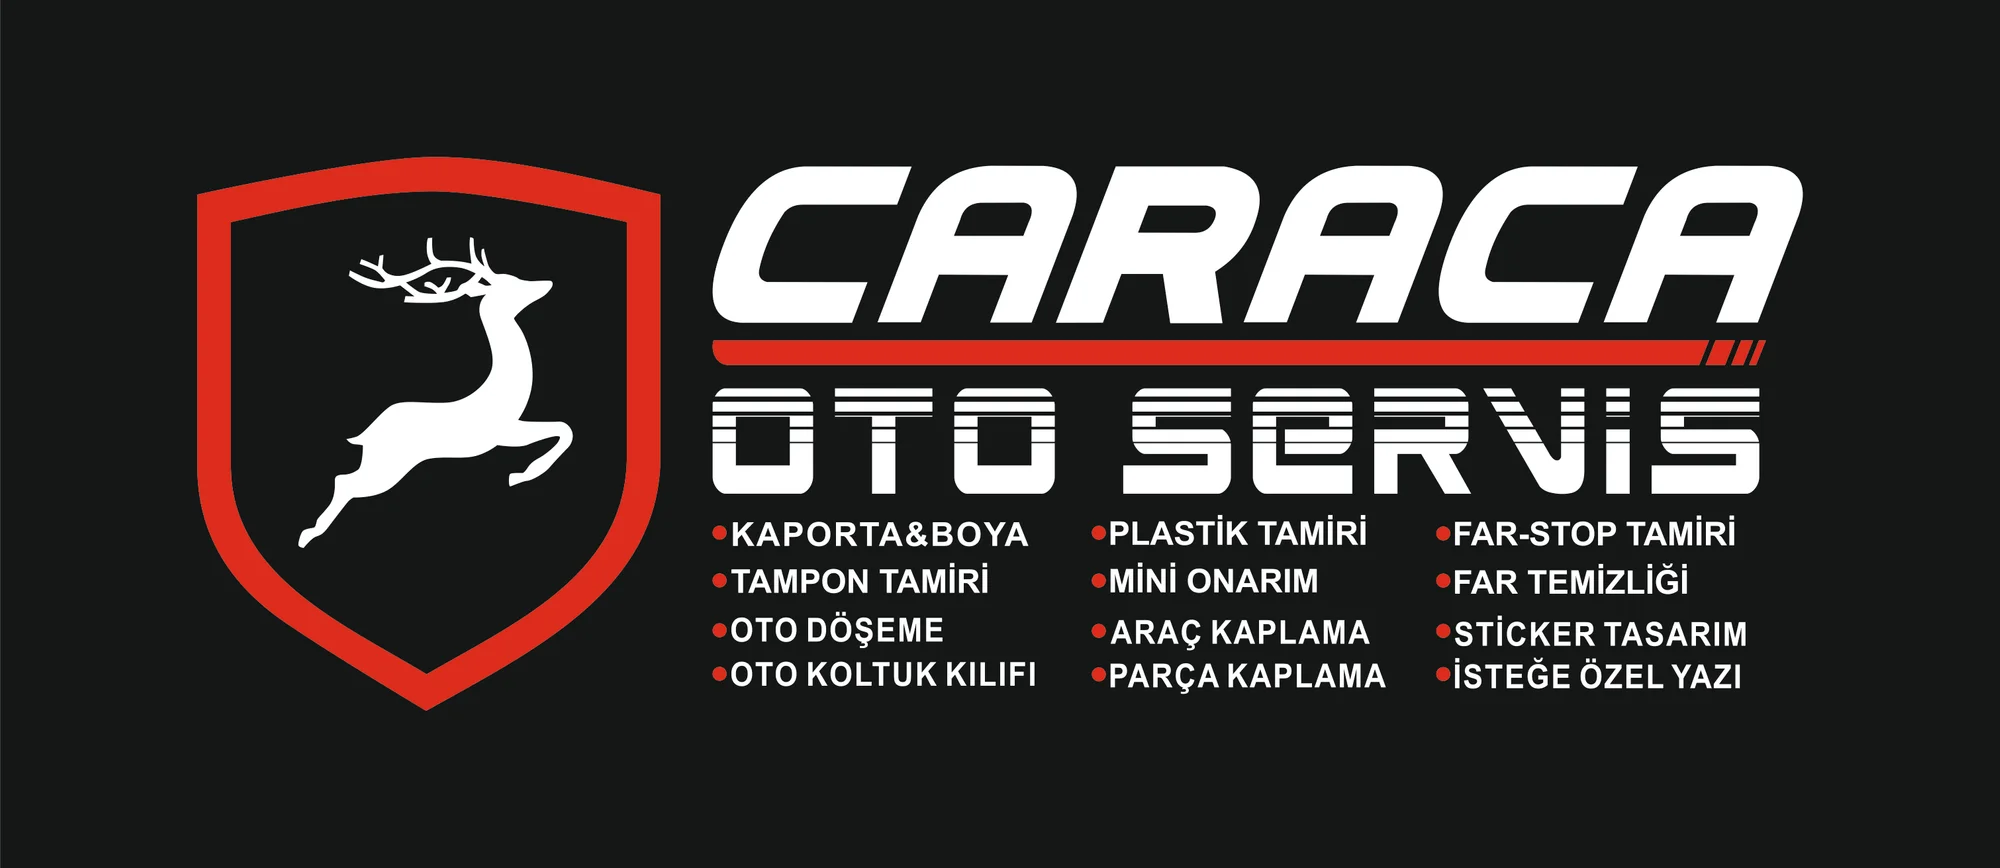 CARACA
OTO SERVİS
•KAPORTA&BOYA
•TAMPON TAMİRİ
•OTO DÖŞEME
•OTO KOLTUK KILIFI
•PLASTİK TAMİRİ
•MİNİ ONARIM
•ARAÇ KAPLAMA
•PARÇA KAPLAMA
•FAR-STOP TAMİRİ
•FAR TEMİZLİĞİ
•STİCKER TASARIM
•İSTEĞE ÖZEL YAZI